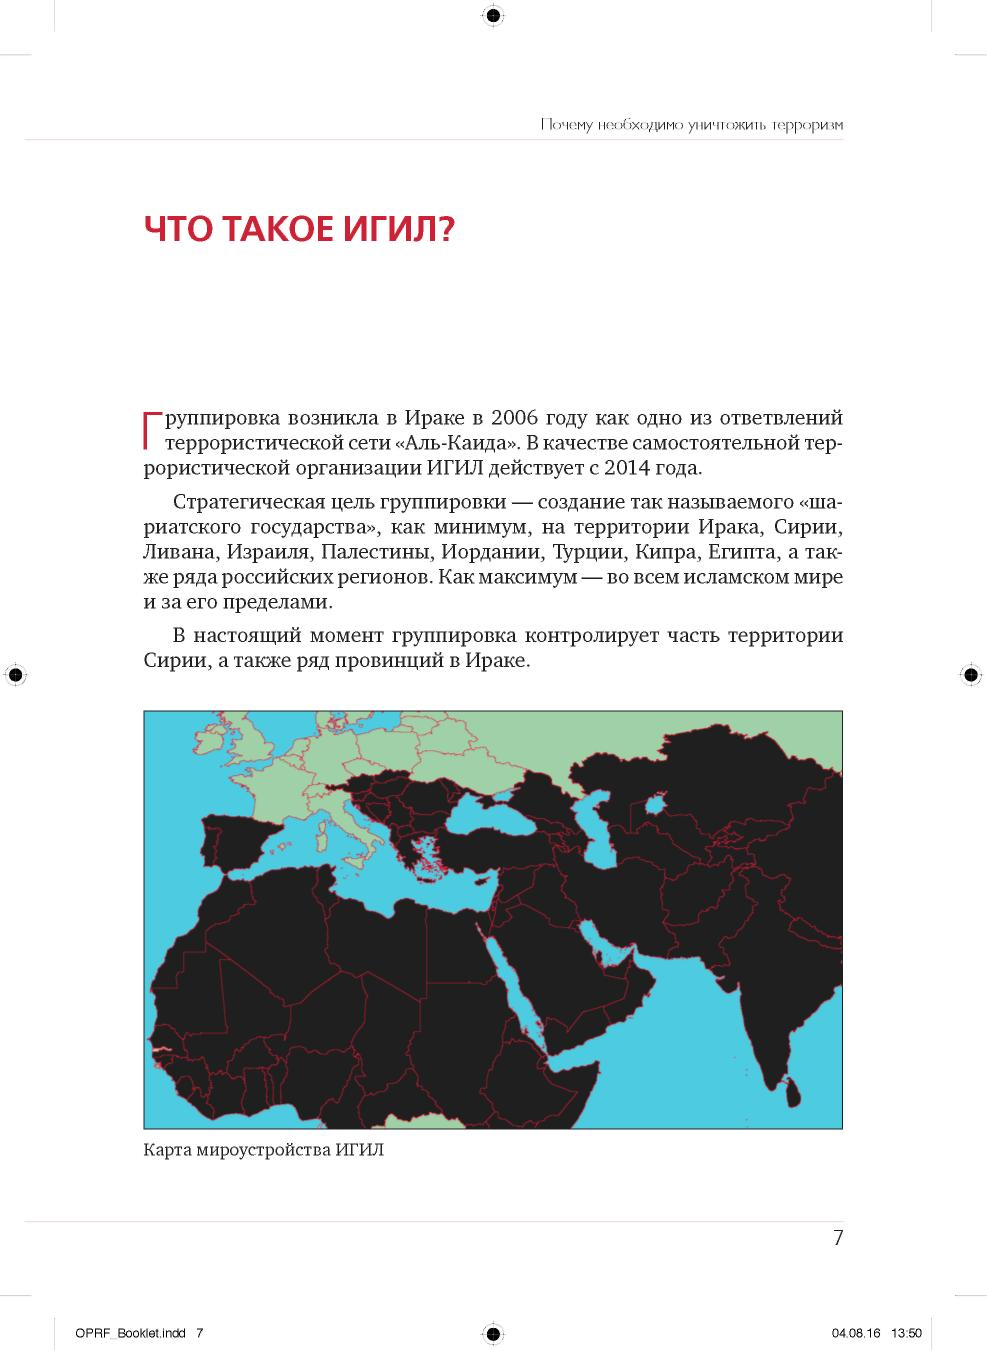 Почему необходимо уничтожить терроризм
ЧТО ТАКОЕ ИГИЛ?
Группировка возникла в Ираке в 2006 году как одно из ответвлений
террористической сети «Аль-Каида». В качестве самостоятельной тер-
рористической организации ИГИЛ действует с 2014 года.
Стратегическая цель группировки — создание так называемого «ша-
риатского государства», как минимум, на территории Ирака, Сирии,
Ливана, Израиля, Палестины, Иордании, Турции, Кипра, Египта, а так-
же ряда российских регионов. Как максимум — во всем исламском мире
и за его пределами.
В настоящий момент группировка контролирует часть территории
Сирии, а также ряд провинций в Ираке.
Карта мироустройства ИГИЛ
7
OPRF_Booklet.indd 7
04.08.16 13:50